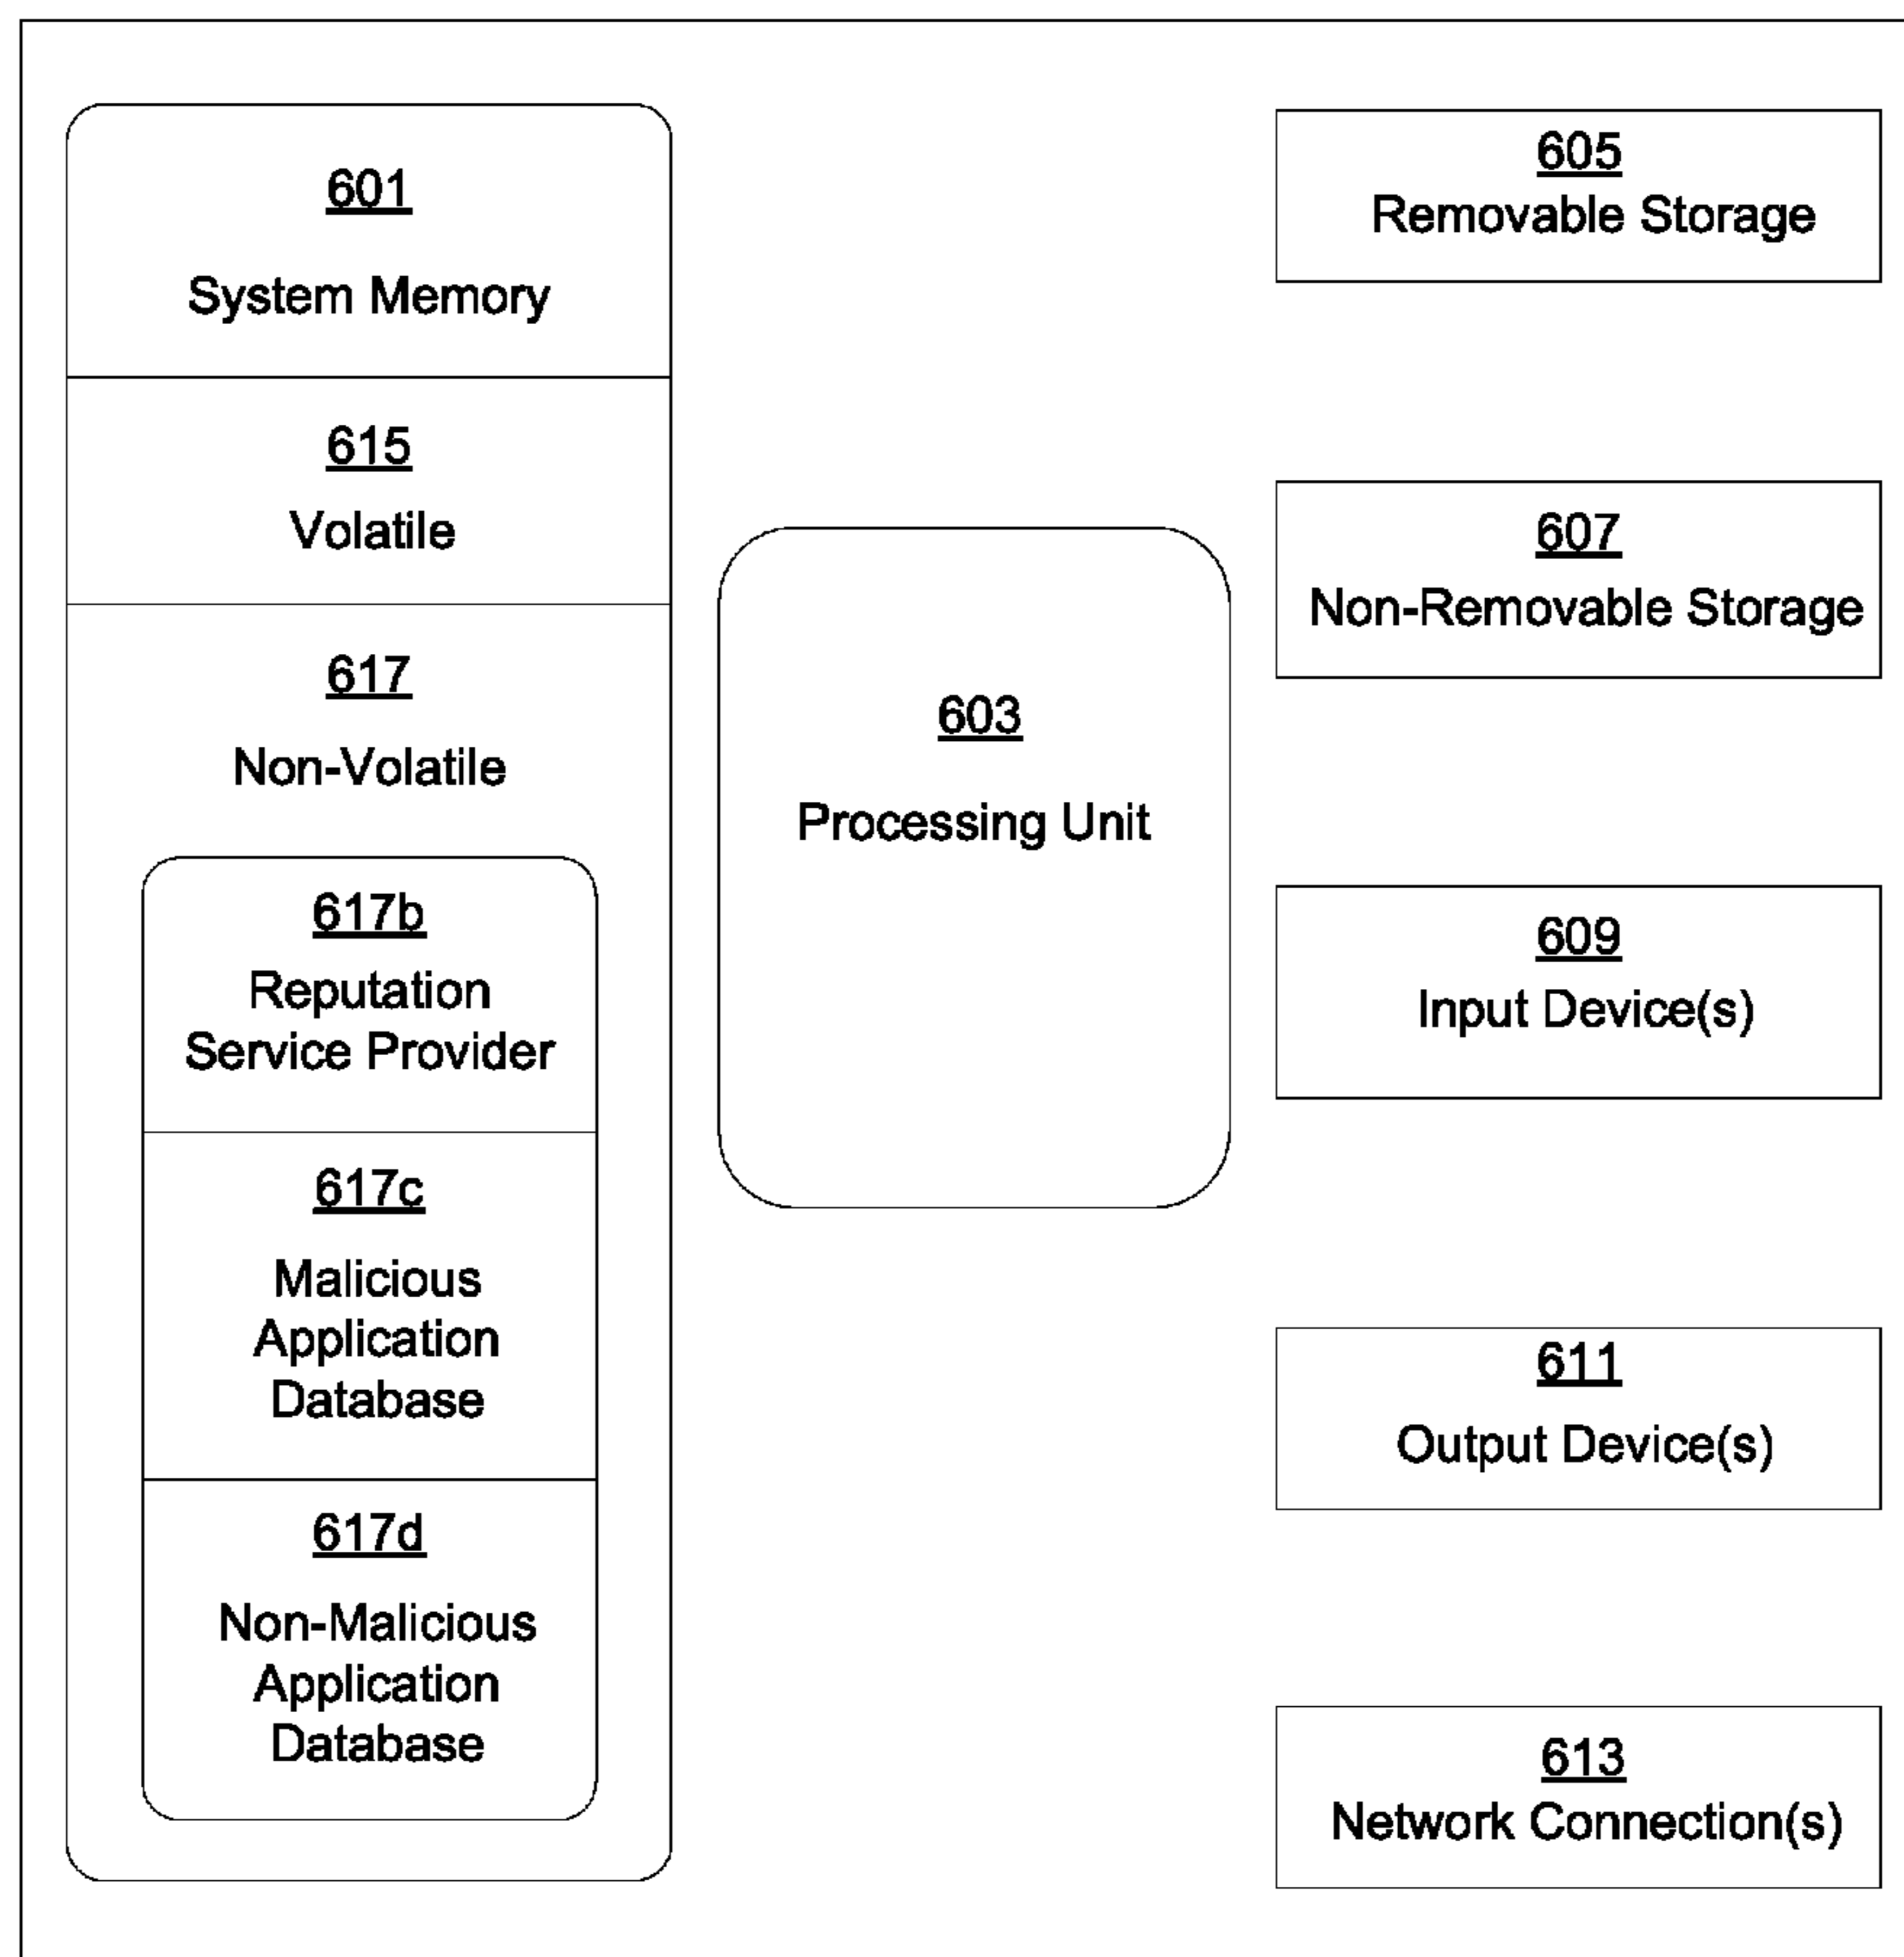 601
System Memory
615
Volatile
617
Non-Volatile
617b
Reputation
Service Provider
617c
Malicious
Application
Database
617d
Non-Malicious
Application
Database
603
Processing Unit
605
Removable Storage
607
Non-Removable Storage
609
Input Device(s)
611
Output Device(s)
613
Network Connection(s)